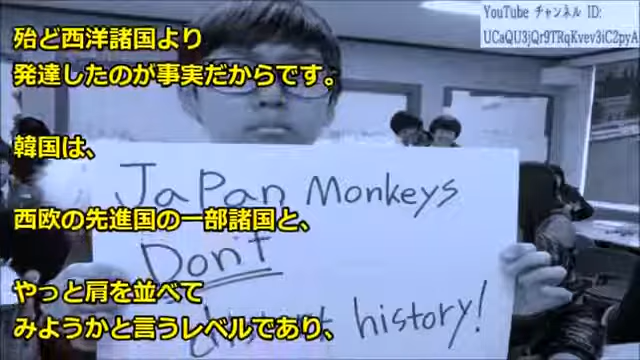 YouTube チャンネル ID:
UCaQU3jQr9TRqKvev3iC2pyA
殆ど西洋諸国より
発達したのが事実だからです。
韓国は、
西欧の先進国の一部諸国と、
やっと肩を並べて
みようかと言うレベルであり、
Japan Monkeys
Don't
history!